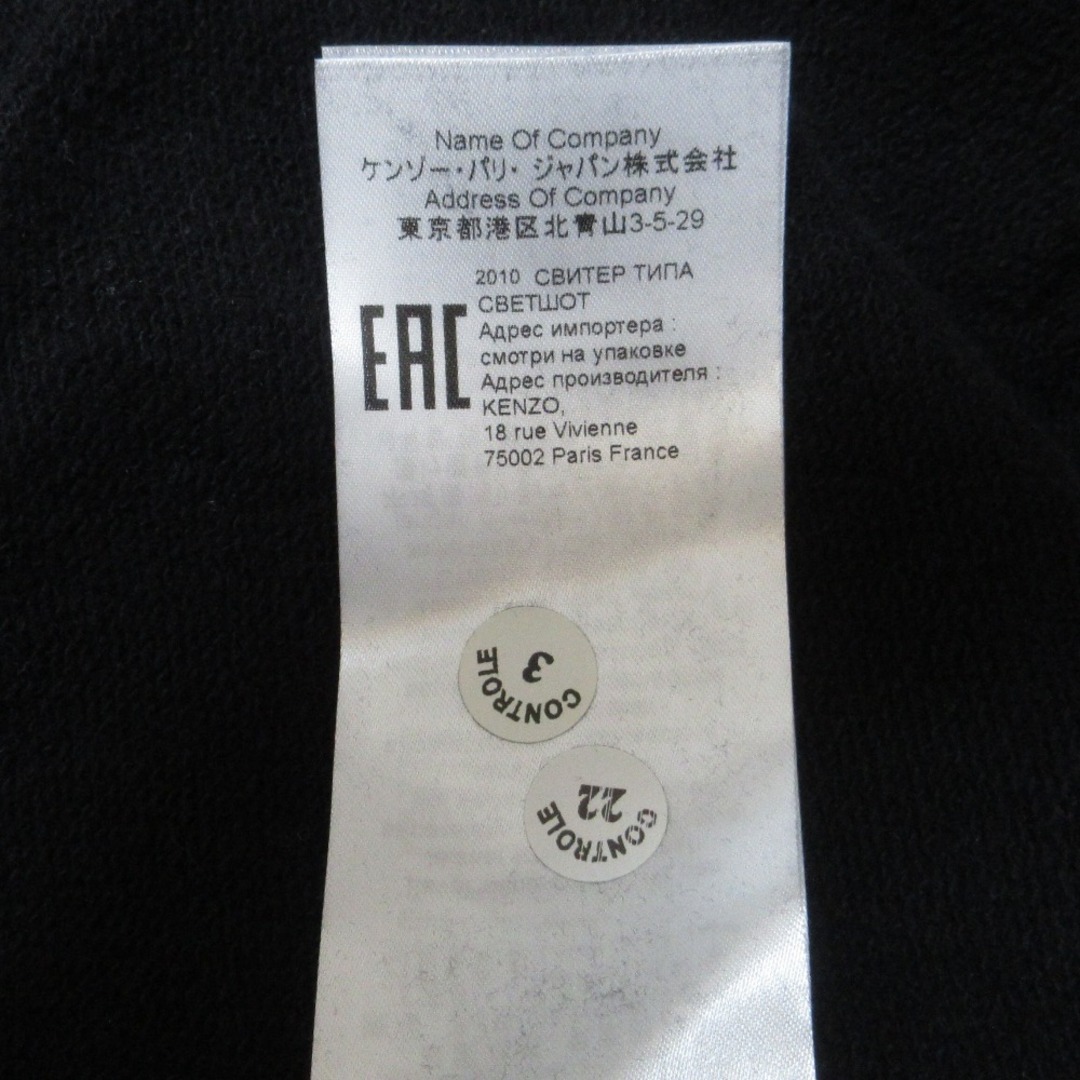 Name Of Company
ケンゾー・パリ・ジャパン株式会社
Address Of Company
東京都港区北青山3-5-29
EAC
2010 СВИТЕР ТИПА
СВЕТШОТ
Адрес импортера :
смотри на упаковке
Адрес производителя :
KENZO,
18 rue Vivienne
75002 Paris France
3
CONTROLE
22
CONTROLE